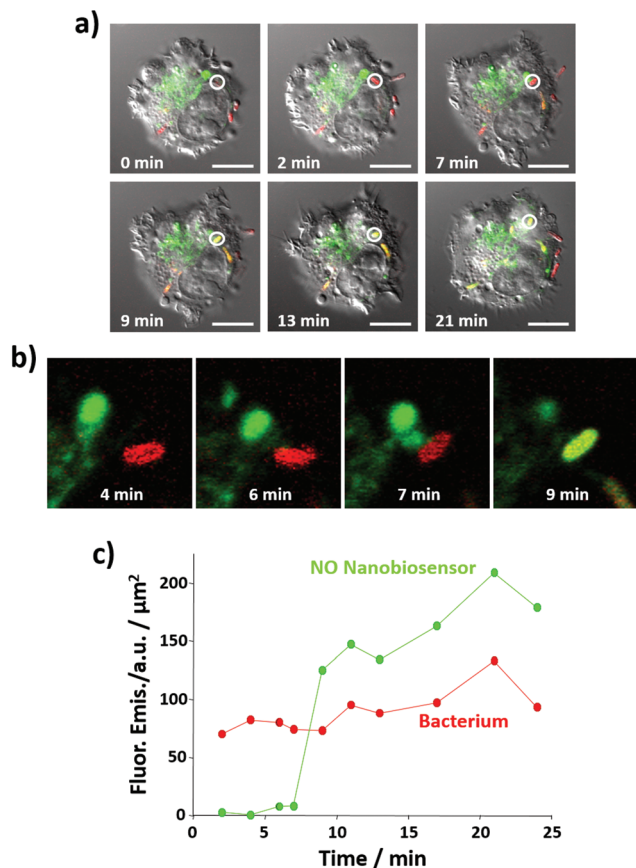 a)
0 min
2 min
7 min
9 min
13 min
21 min
b)
4 min
6 min
7 min
9 min
c)
Fluor. Emis./a.u. / µm²
200
150
100
50
0
NO Nanobiosensor
Bacterium
0
5
10
15
20
25
Time / min